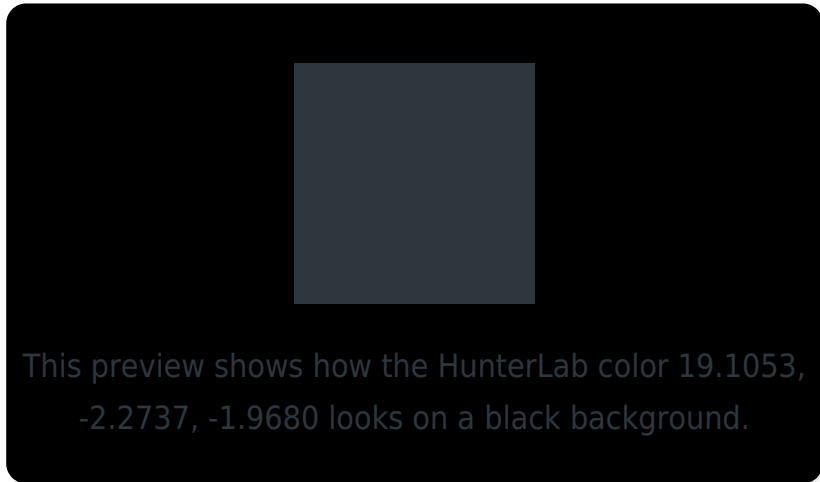 This preview shows how the HunterLab color 19.1053,
-2.2737, -1.9680 looks on a black background.